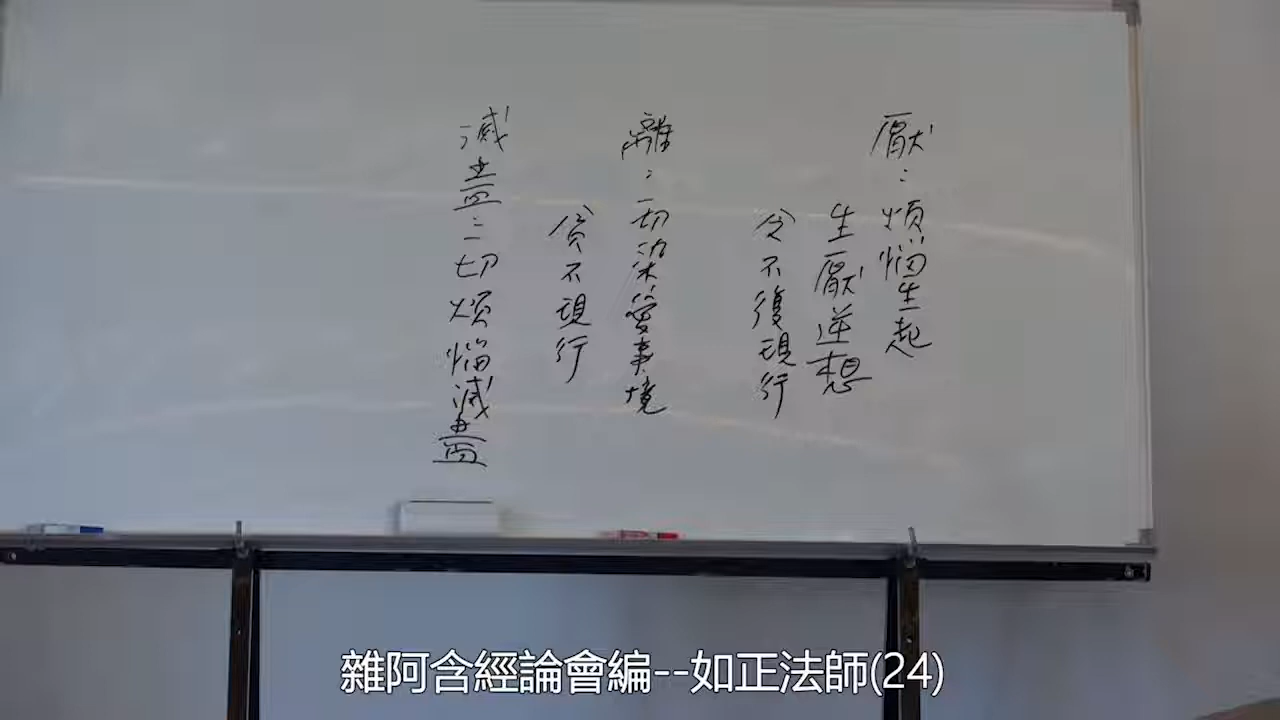 厭：煩惱生起
生厭逆想
令不復現行
離：一切染愛事境
貪不現行
滅盡：一切煩惱滅盡
雜阿含經論會編--如正法師(24)